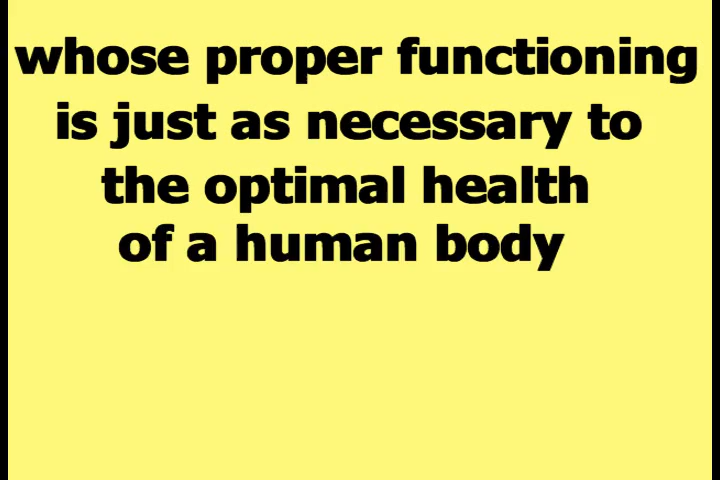 whose proper functioning
is just as necessary to
the optimal health
of a human body